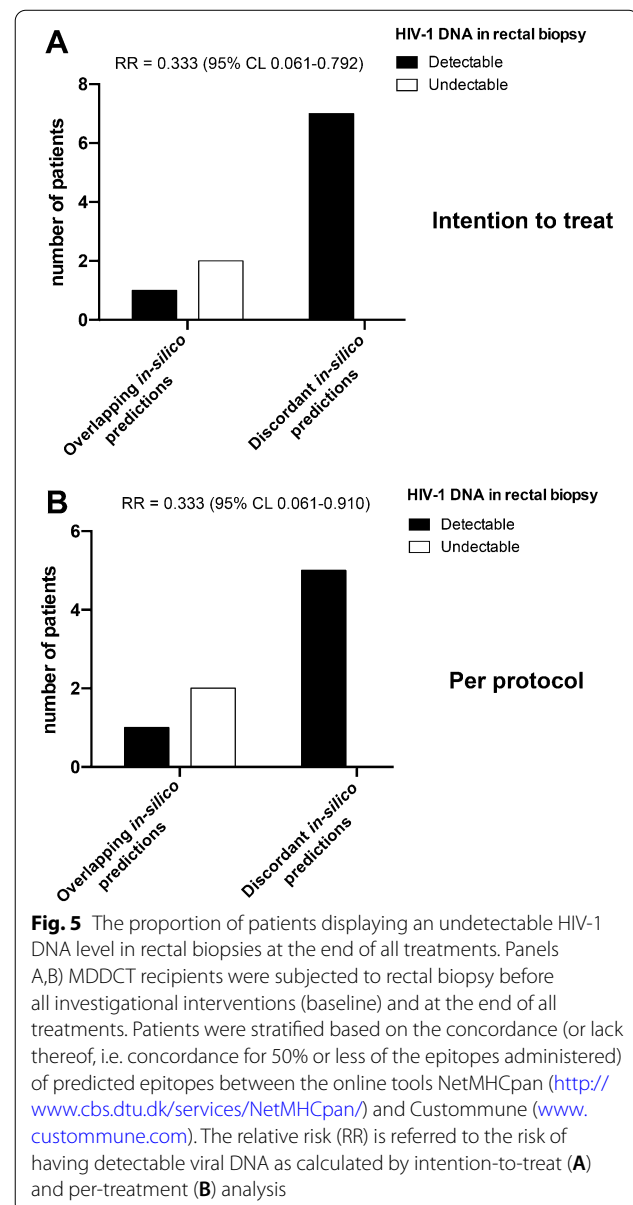 A
HIV-1 DNA in rectal biopsy
RR = 0.333 (95% CL 0.061-0.792)
Detectable
Undectable
8
6
4
2
0
number of patients
Intention to treat
Overlapping in-silico
predictions
Discordant in-silico
predictions
B
HIV-1 DNA in rectal biopsy
RR = 0.333 (95% CL 0.061-0.910)
Detectable
Undectable
6
4
2
0
number of patients
Per protocol
Overlapping in-silico
predictions
Discordant in-silico
predictions
Fig. 5 The proportion of patients displaying an undetectable HIV-1
DNA level in rectal biopsies at the end of all treatments. Panels
A,B) MDDCT recipients were subjected to rectal biopsy before
all investigational interventions (baseline) and at the end of all
treatments. Patients were stratified based on the concordance (or lack
thereof, i.e. concordance for 50% or less of the epitopes administered)
of predicted epitopes between the online tools NetMHCpan (http://
www.cbs.dtu.dk/services/NetMHCpan/) and Custommune (www.
custommune.com). The relative risk (RR) is referred to the risk of
having detectable viral DNA as calculated by intention-to-treat (A)
and per-treatment (B) analysis